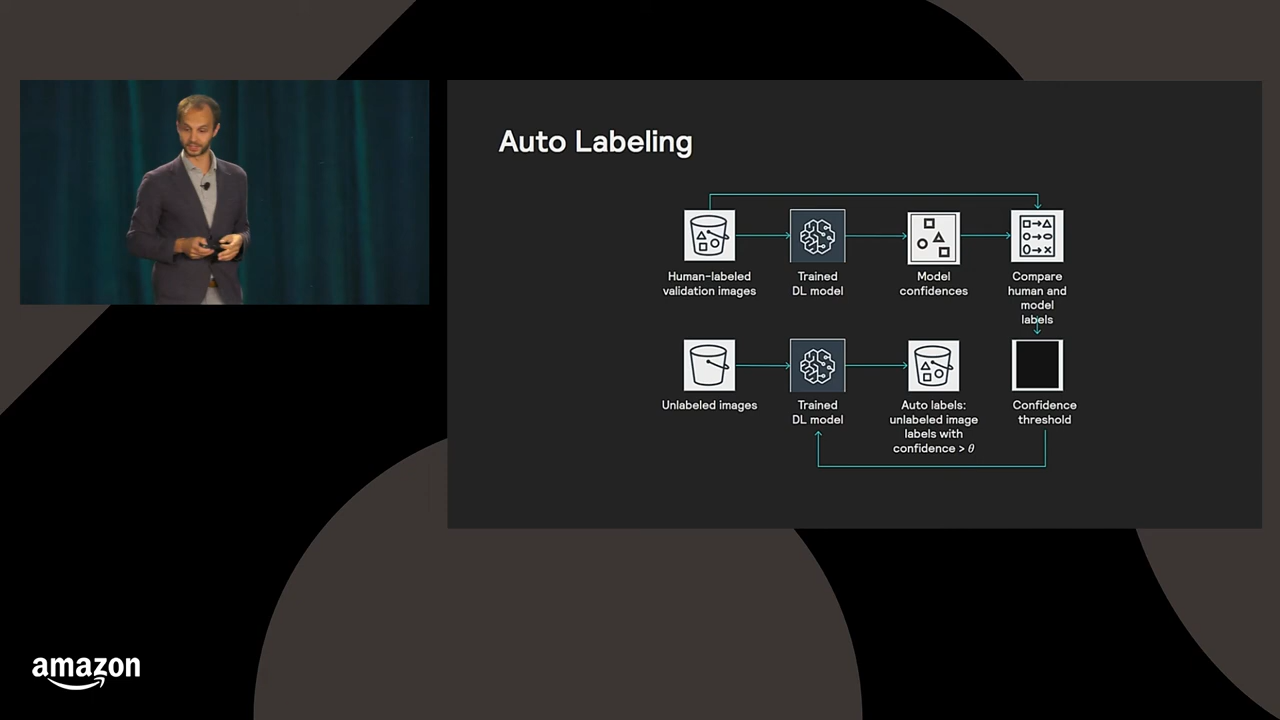 Auto Labeling
Human-labeled
validation images
Trained
DL model
Model
confidences
Compare
human and
model
labels
Unlabeled images
Trained
DL model
Auto labels:
unlabeled image
labels with
confidence > θ
Confidence
threshold
amazon